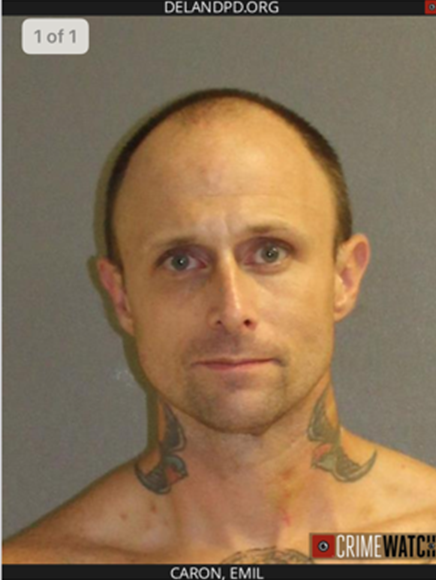 DELANDPD.ORG
1 of 1
CRIMEWATCH
CARON, EMIL